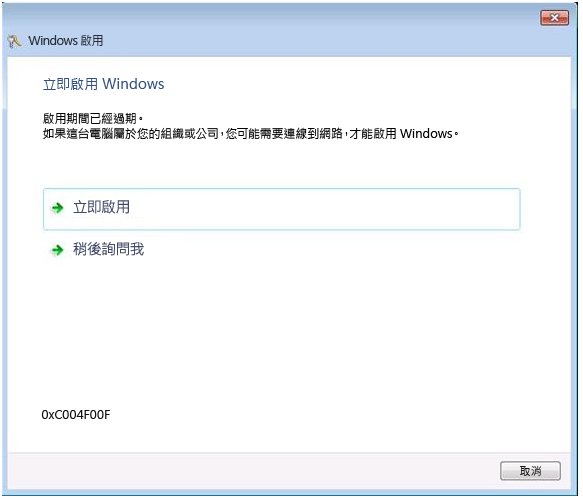 Windows 啟用
立即啟用 Windows
啟用期間已經過期。
如果這台電腦屬於您的組織或公司,您可能需要連線到網路,才能啟用 Windows。
立即啟用
稍後詢問我
0xC004F00F
取消